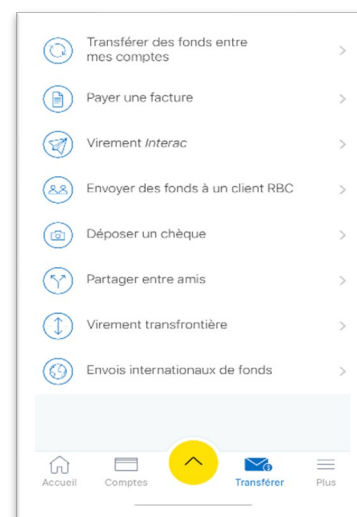 Transférer des fonds entre
mes comptes
Payer une facture
Virement Interac
Envoyer des fonds à un client RBC
Déposer un chèque
Partager entre amis
Virement transfrontière
Envois internationaux de fonds
Accueil
Comptes
Transférer
Plus